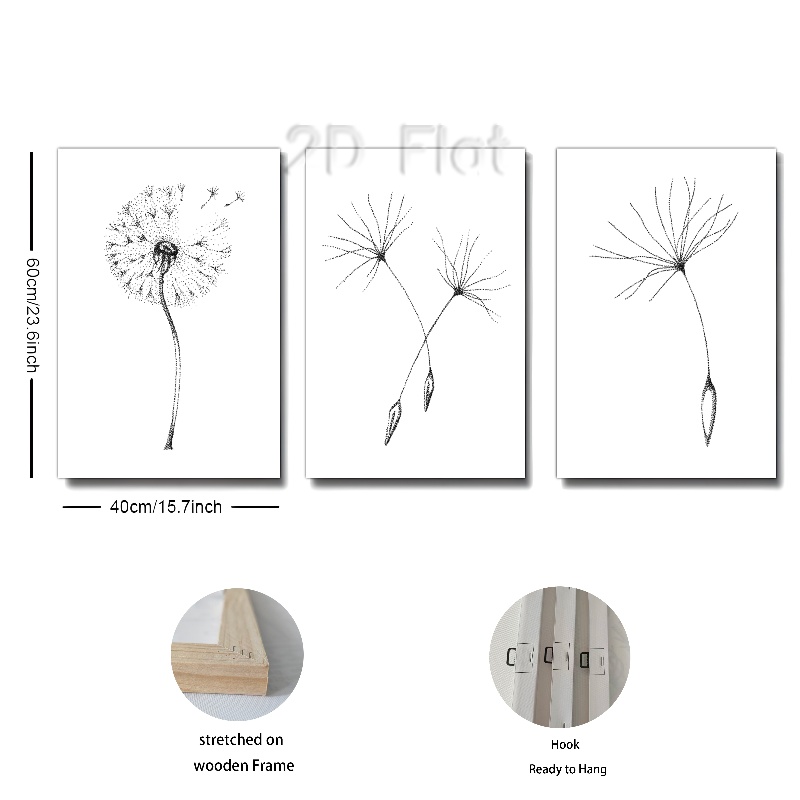 2D Flat
60cm/23.6inch
40cm/15.7inch
stretched on
wooden Frame
Hook
Ready to Hang